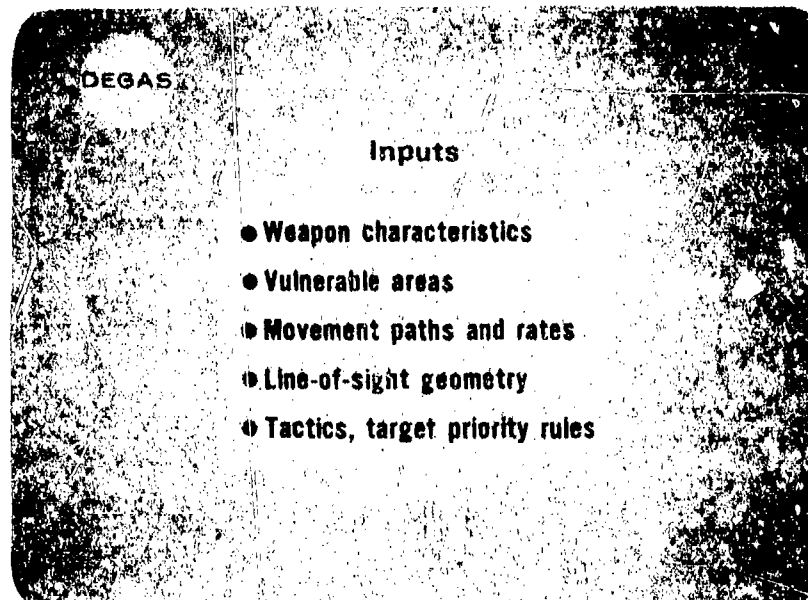 DEGAS
Inputs
● Weapon characteristics
● Vulnerable areas
● Movement paths and rates
● Line-of-sight geometry
● Tactics, target priority rules